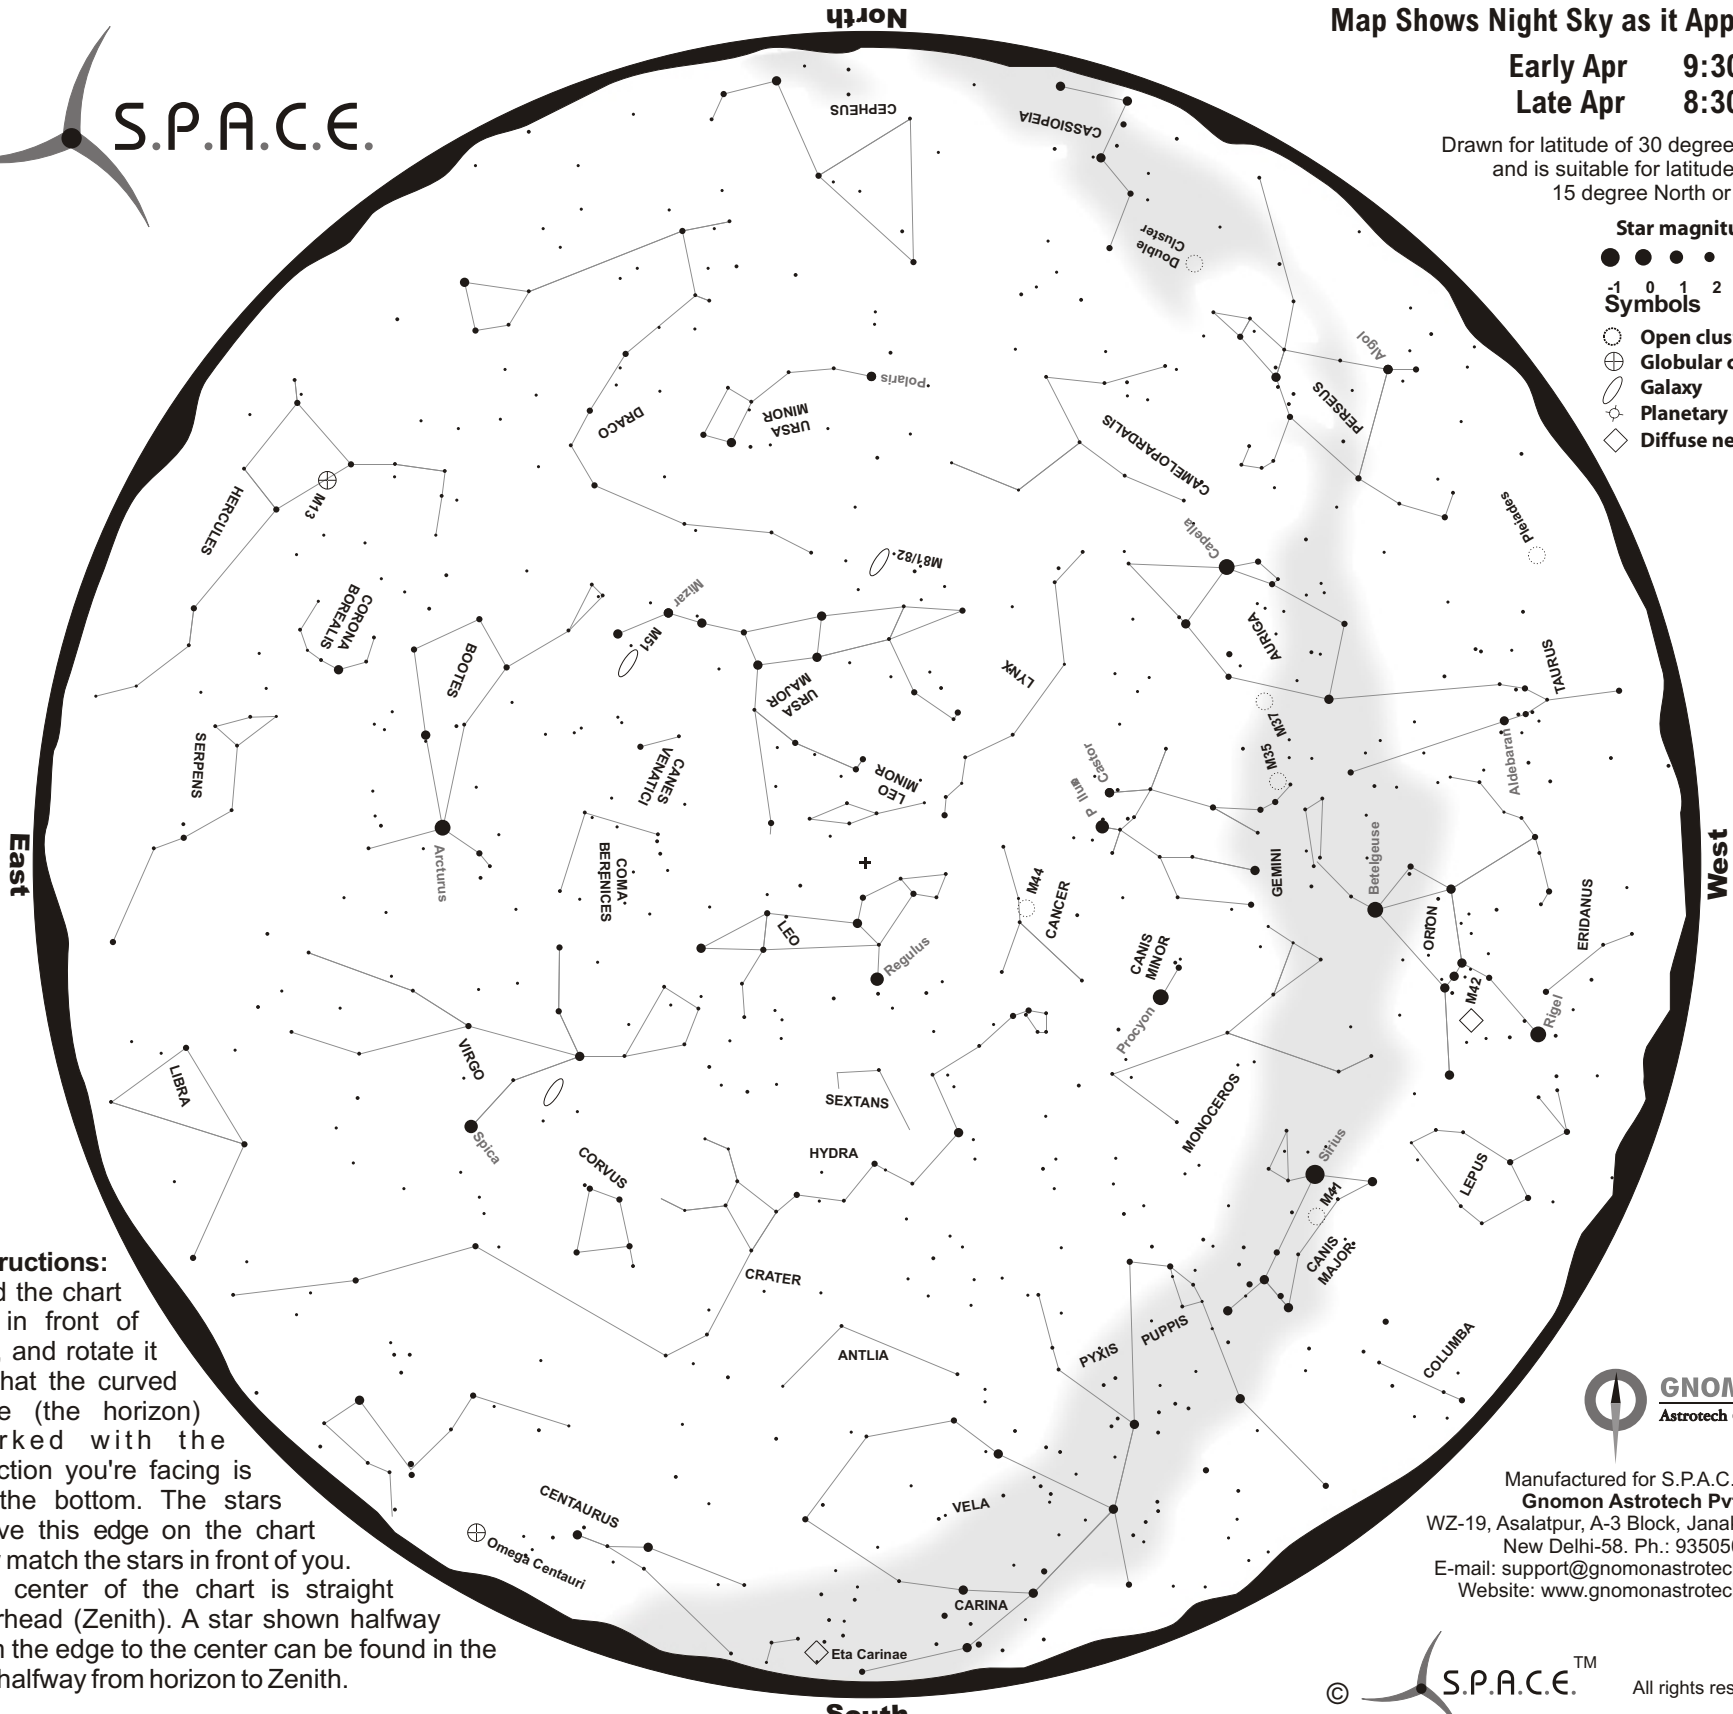 North
Map Shows Night Sky as it App
Early Apr 9:30
Late Apr 8:30
Drawn for latitude of 30 degree
and is suitable for latitude
15 degree North or
Star magnitu
-1 0 1 2
Symbols
Open clus
Globular c
Galaxy
Planetary
Diffuse ne
S.P.A.C.E.
CEPHEUS
CASSIOPEIA
Double
Cluster
Algol
PERSEUS
Polaris
URSA
MINOR
DRACO
CAMELOPARDALIS
HERCULES
M13
Pleiades
Capella
M81/82
Mizar
M51
CORONA
BOREALIS
BOOTES
AURIGA
TAURUS
LYNX
URSA
MAJOR
M37
M35
SERPENS
CANES
VENATICI
LEO
MINOR
Castor
P llux
Aldebaran
East
West
Arcturus
COMA
BERENICES
Betelgeuse
GEMINI
M44
CANCER
LEO
Regulus
ORION
ERIDANUS
CANIS
MINOR
Procyon
M42
Rigel
VIRGO
LIBRA
SEXTANS
MONOCEROS
Spica
CORVUS
HYDRA
Sirius
M41
LEPUS
CANIS
MAJOR
CRATER
PUPPIS
PYXIS
ANTLIA
COLUMBA
VELA
CENTAURUS
Omega Centauri
CARINA
Eta Carinae
South
ructions:
d the chart
in front of
, and rotate it
hat the curved
e (the horizon)
rked with the
ction you're facing is
the bottom. The stars
ve this edge on the chart
match the stars in front of you.
center of the chart is straight
rhead (Zenith). A star shown halfway
n the edge to the center can be found in the
halfway from horizon to Zenith.
GNOM
Astrotech
Manufactured for S.P.A.C.
Gnomon Astrotech Pv
WZ-19, Asalatpur, A-3 Block, Janak
New Delhi-58. Ph.: 93505
E-mail: support@gnomonastrotec
Website: www.gnomonastrotec
© S.P.A.C.E.™ All rights res